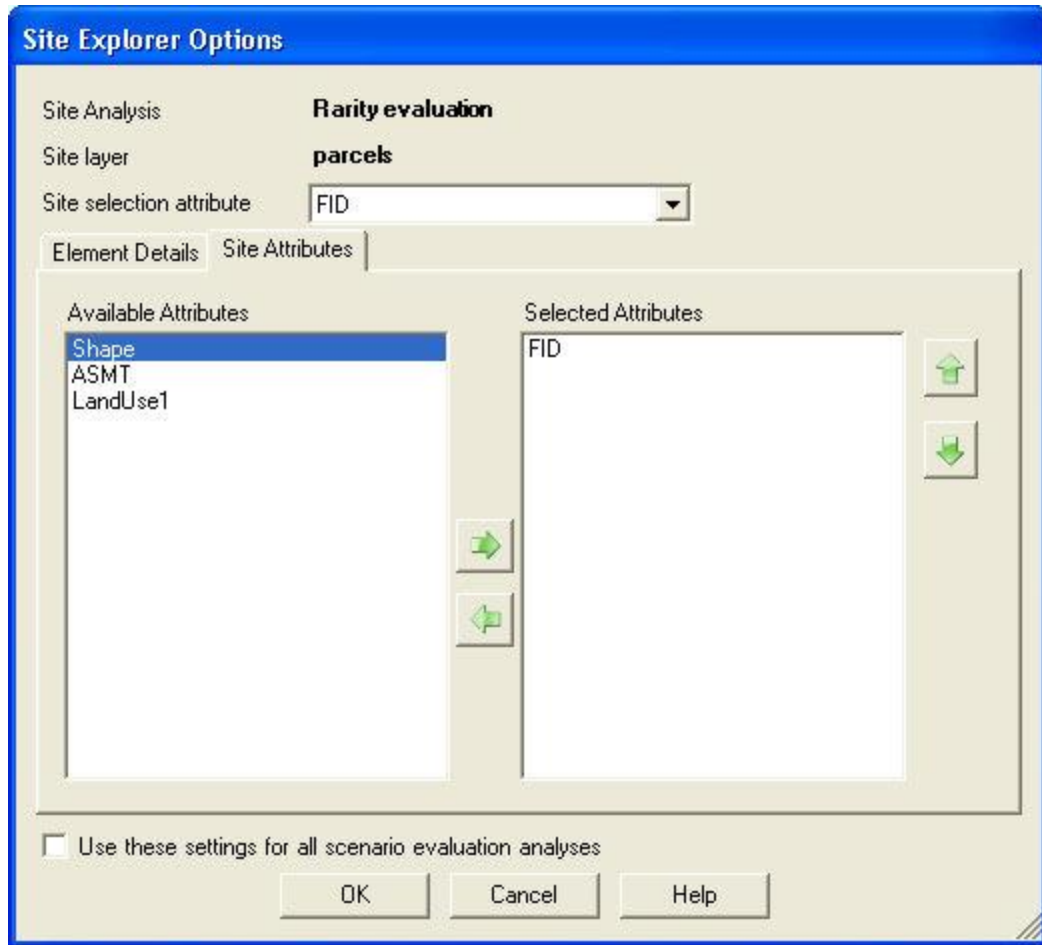 Site Explorer Options
Site Analysis Rarity evaluation
Site layer parcels
Site selection attribute FID
Element Details Site Attributes
Available Attributes Selected Attributes
Shape FID
ASMT
LandUse1
Use these settings for all scenario evaluation analyses
OK Cancel Help